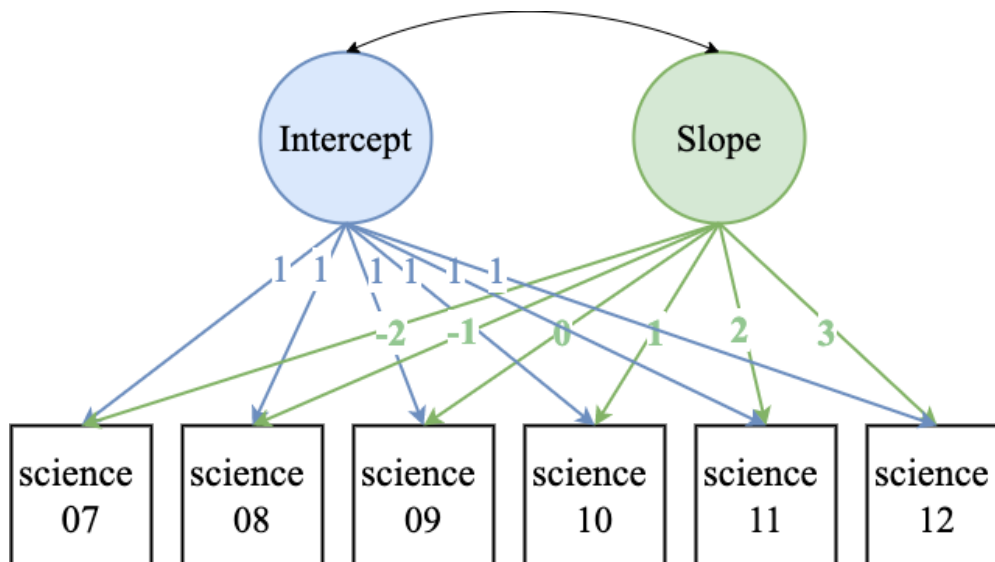 Intercept Slope
1 1 1 1 1 1
-2 -1 0 1 2 3
science science science science science science
07 08 09 10 11 12